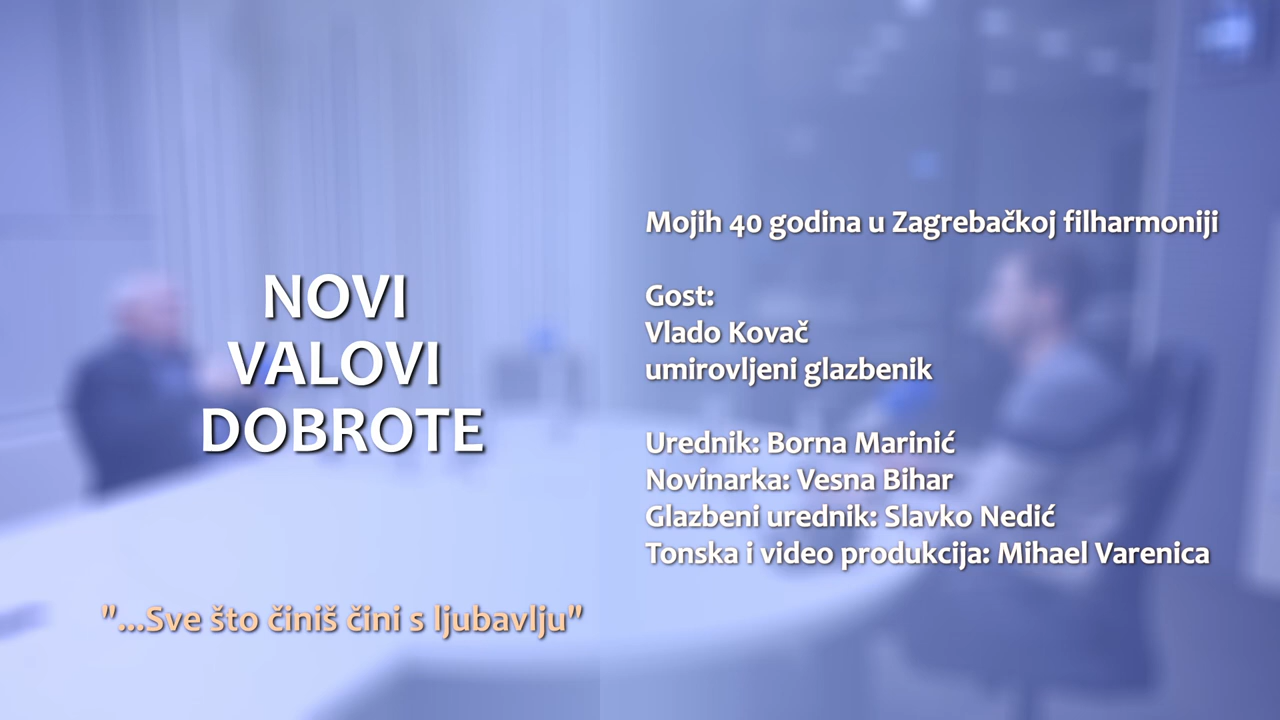 NOVI
VALOVI
DOBROTE
"...Sve što činiš čini s ljubavlju"
Mojih 40 godina u Zagrebačkoj filharmoniji
Gost:
Vlado Kovač
umirovljeni glazbenik
Urednik: Borna Marinić
Novinarka: Vesna Bihar
Glazbeni urednik: Slavko Nedić
Tonska i video produkcija: Mihael Varenica